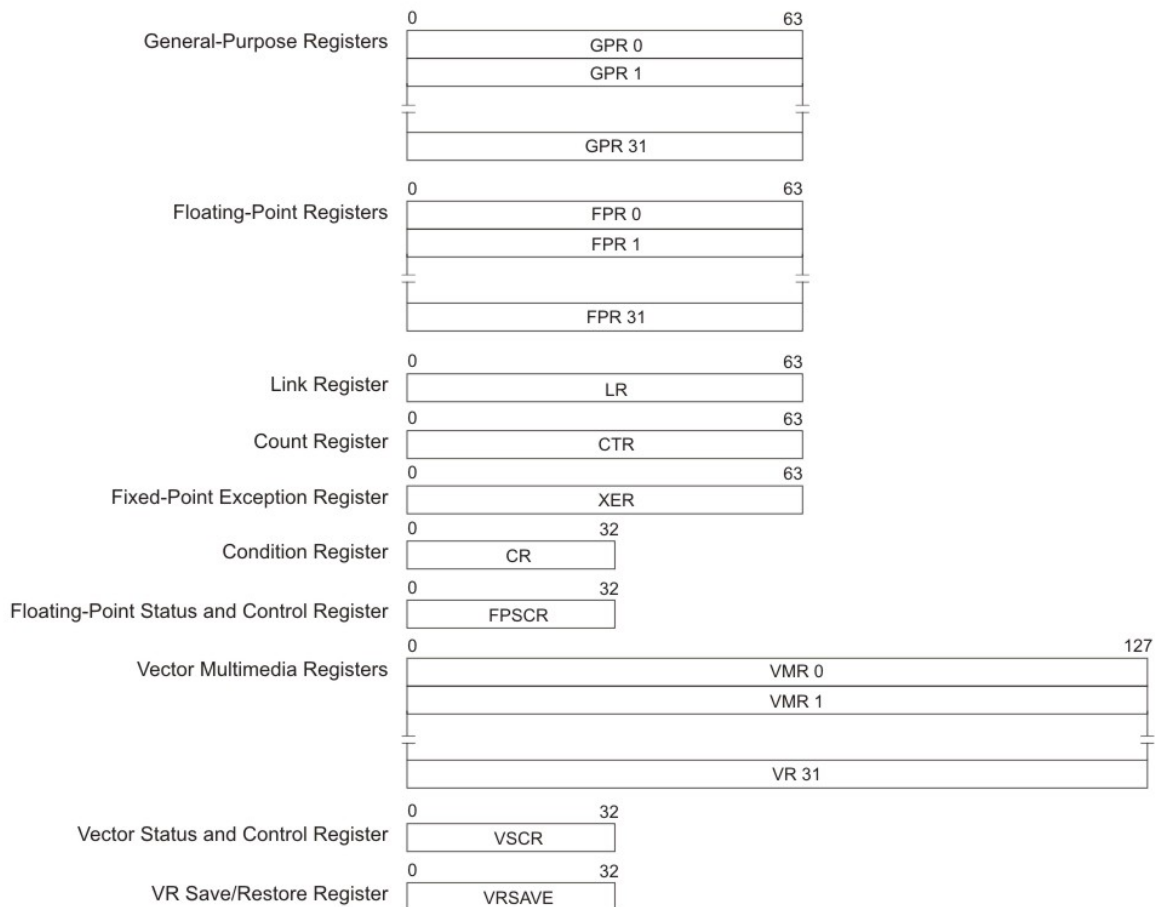 0 63
General-Purpose Registers GPR 0
GPR 1
GPR 31
0 63
Floating-Point Registers FPR 0
FPR 1
FPR 31
0 63
Link Register LR
0 63
Count Register CTR
0 63
Fixed-Point Exception Register XER
0 32
Condition Register CR
0 32
Floating-Point Status and Control Register FPSCR
0 127
Vector Multimedia Registers VMR 0
VMR 1
VR 31
0 32
Vector Status and Control Register VSCR
0 32
VR Save/Restore Register VRSAVE